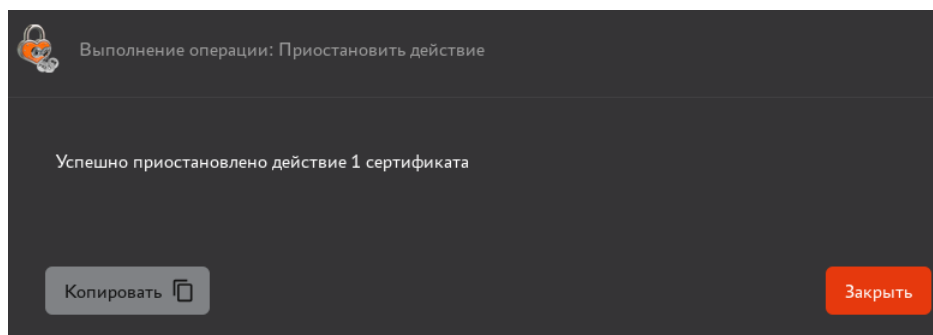 Выполнение операции: Приостановить действие
Успешно приостановлено действие 1 сертификата
Копировать
Закрыть